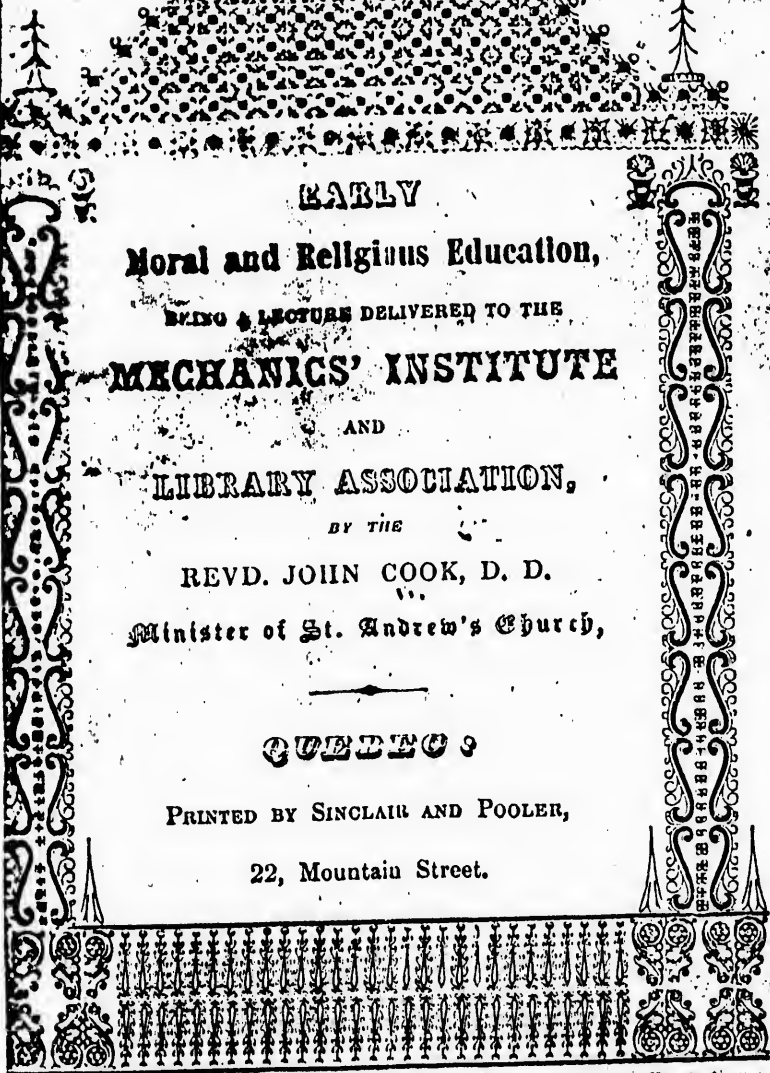 EARLY
Moral and Religious Education,
BEING A LECTURE DELIVERED TO THE
MECHANICS' INSTITUTE
AND
LIBRARY ASSOCIATION,
BY THE
REVD. JOHN COOK, D. D.
Minister of St. Andrew's Church,
QUEBEC:
PRINTED BY SINCLAIR AND POOLER,
22, Mountain Street.